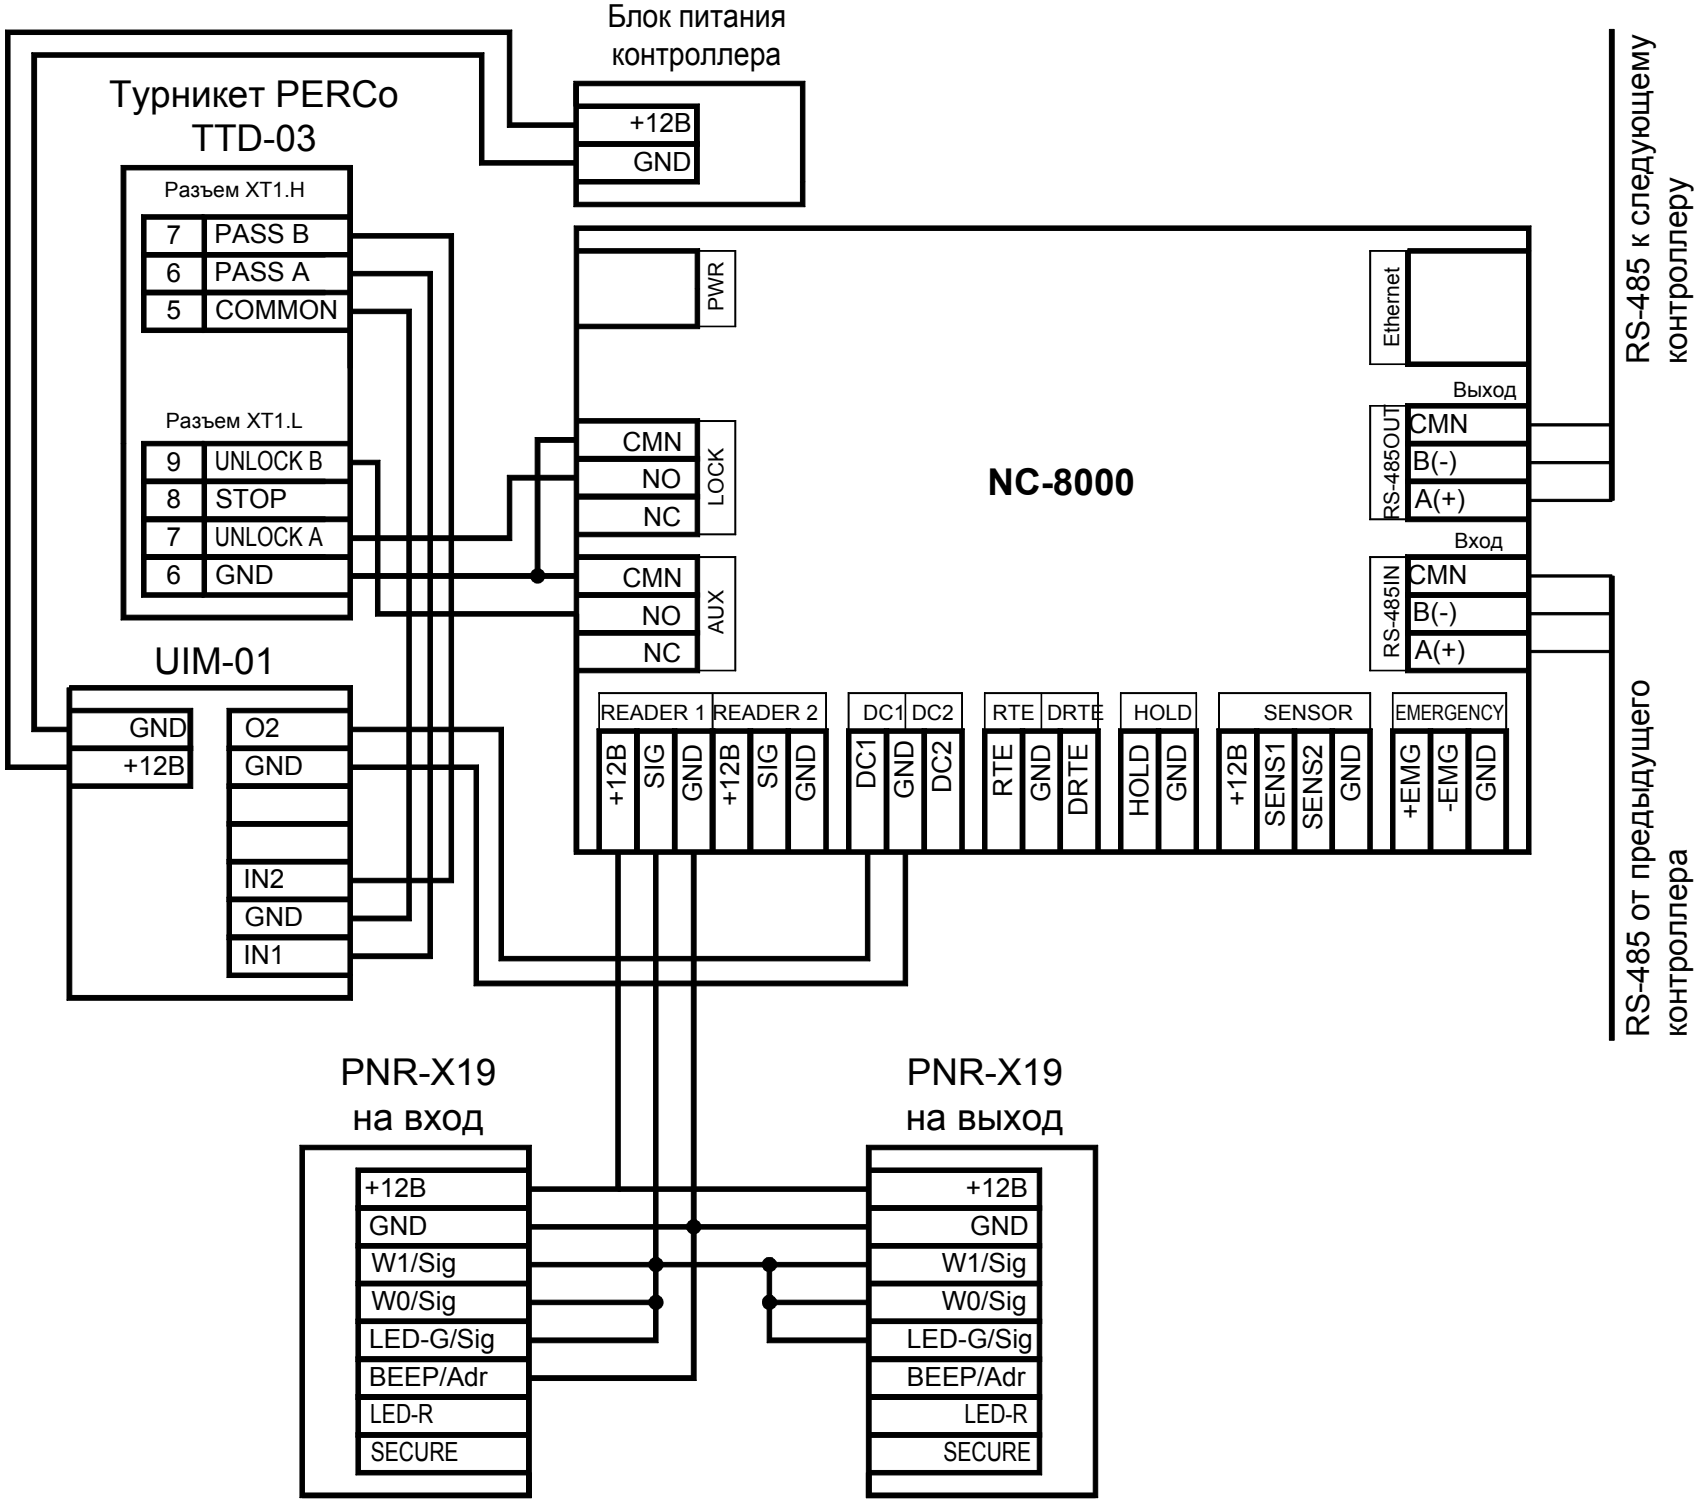 Блок питания
контроллера
+12В
GND
Турникет PERCo
TTD-03
Разъем XT1.H
7 PASS B
6 PASS A
5 COMMON
Разъем XT1.L
9 UNLOCK B
8 STOP
7 UNLOCK A
6 GND
UIM-01
GND
+12В
O2
GND
IN2
GND
IN1
NC-8000
PWR
CMN
NO
NC
LOCK
CMN
NO
NC
AUX
Ethernet
Выход
RS-485OUT
CMN
B(-)
A(+)
Вход
RS-485IN
CMN
B(-)
A(+)
READER 1 READER 2 DC1 DC2 RTE DRTE HOLD SENSOR EMERGENCY
+12В SIG GND +12В SIG GND DC1 GND DC2 RTE GND DRTE HOLD GND +12В SENS1 SENS2 GND +EMG -EMG GND
RS-485 к следующему
контроллеру
RS-485 от предыдущего
контроллера
PNR-X19
на вход
+12В
GND
W1/Sig
W0/Sig
LED-G/Sig
BEEP/Adr
LED-R
SECURE
PNR-X19
на выход
+12В
GND
W1/Sig
W0/Sig
LED-G/Sig
BEEP/Adr
LED-R
SECURE